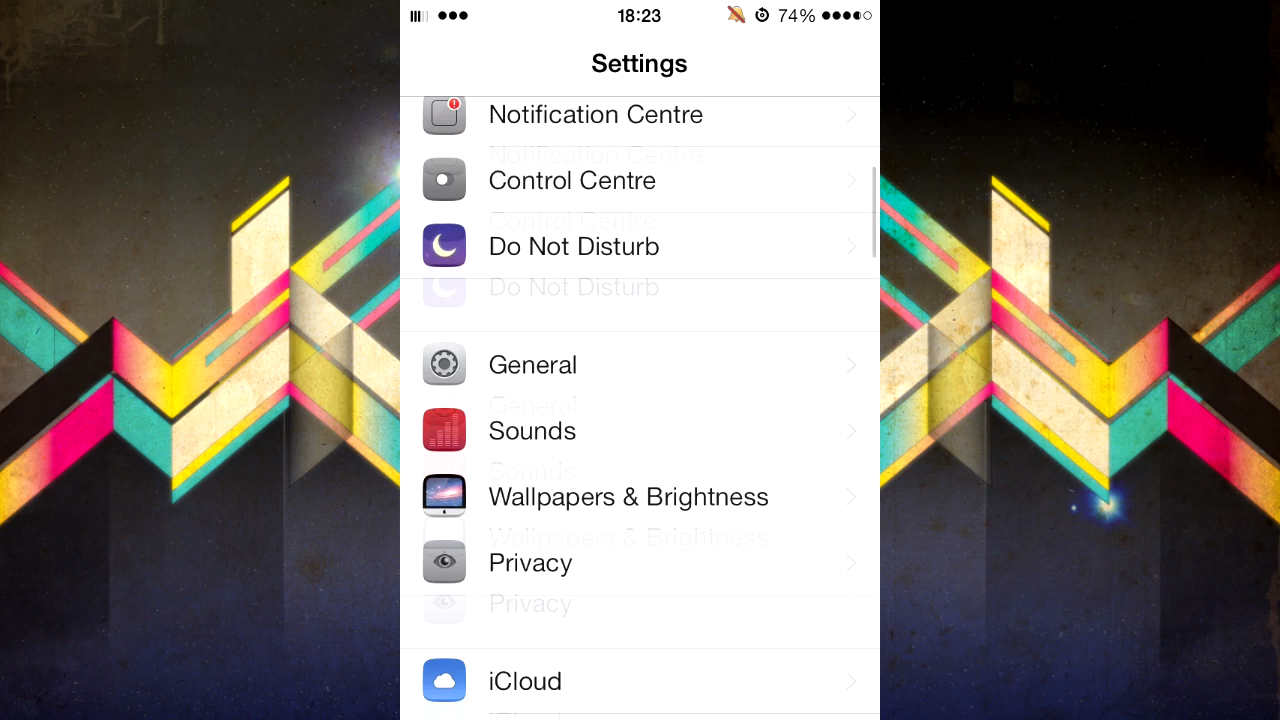 18:23 74%
Settings
Notification Centre
Notification Centre
Control Centre
Control Centre
Do Not Disturb
Do Not Disturb
General
General
Sounds
Sounds
Wallpapers & Brightness
Wallpapers & Brightness
Privacy
Privacy
iCloud